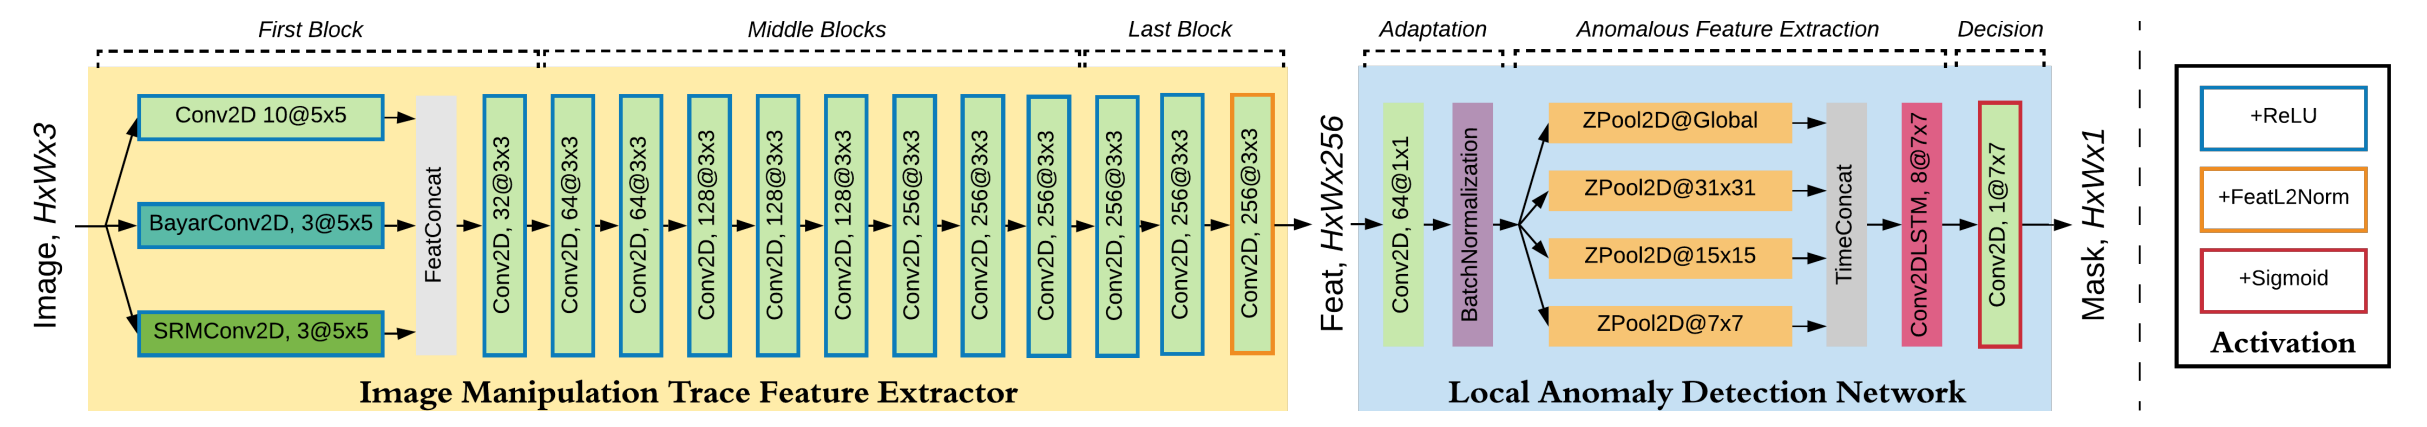 First Block
Middle Blocks
Last Block
Adaptation
Anomalous Feature Extraction
Decision
Image, HxWx3
Conv2D 10@5x5
BayarConv2D, 3@5x5
SRMConv2D, 3@5x5
FeatConcat
Conv2D, 32@3x3
Conv2D, 64@3x3
Conv2D, 64@3x3
Conv2D, 128@3x3
Conv2D, 128@3x3
Conv2D, 128@3x3
Conv2D, 256@3x3
Conv2D, 256@3x3
Conv2D, 256@3x3
Conv2D, 256@3x3
Conv2D, 256@3x3
Conv2D, 256@3x3
Image Manipulation Trace Feature Extractor
Feat, HxWx256
Conv2D, 64@1x1
BatchNormalization
ZPool2D@Global
ZPool2D@31x31
ZPool2D@15x15
ZPool2D@7x7
TimeConcat
Conv2DLSTM, 8@7x7
Conv2D, 1@7x7
Local Anomaly Detection Network
Mask, HxWx1
+ReLU
+FeatL2Norm
+Sigmoid
Activation